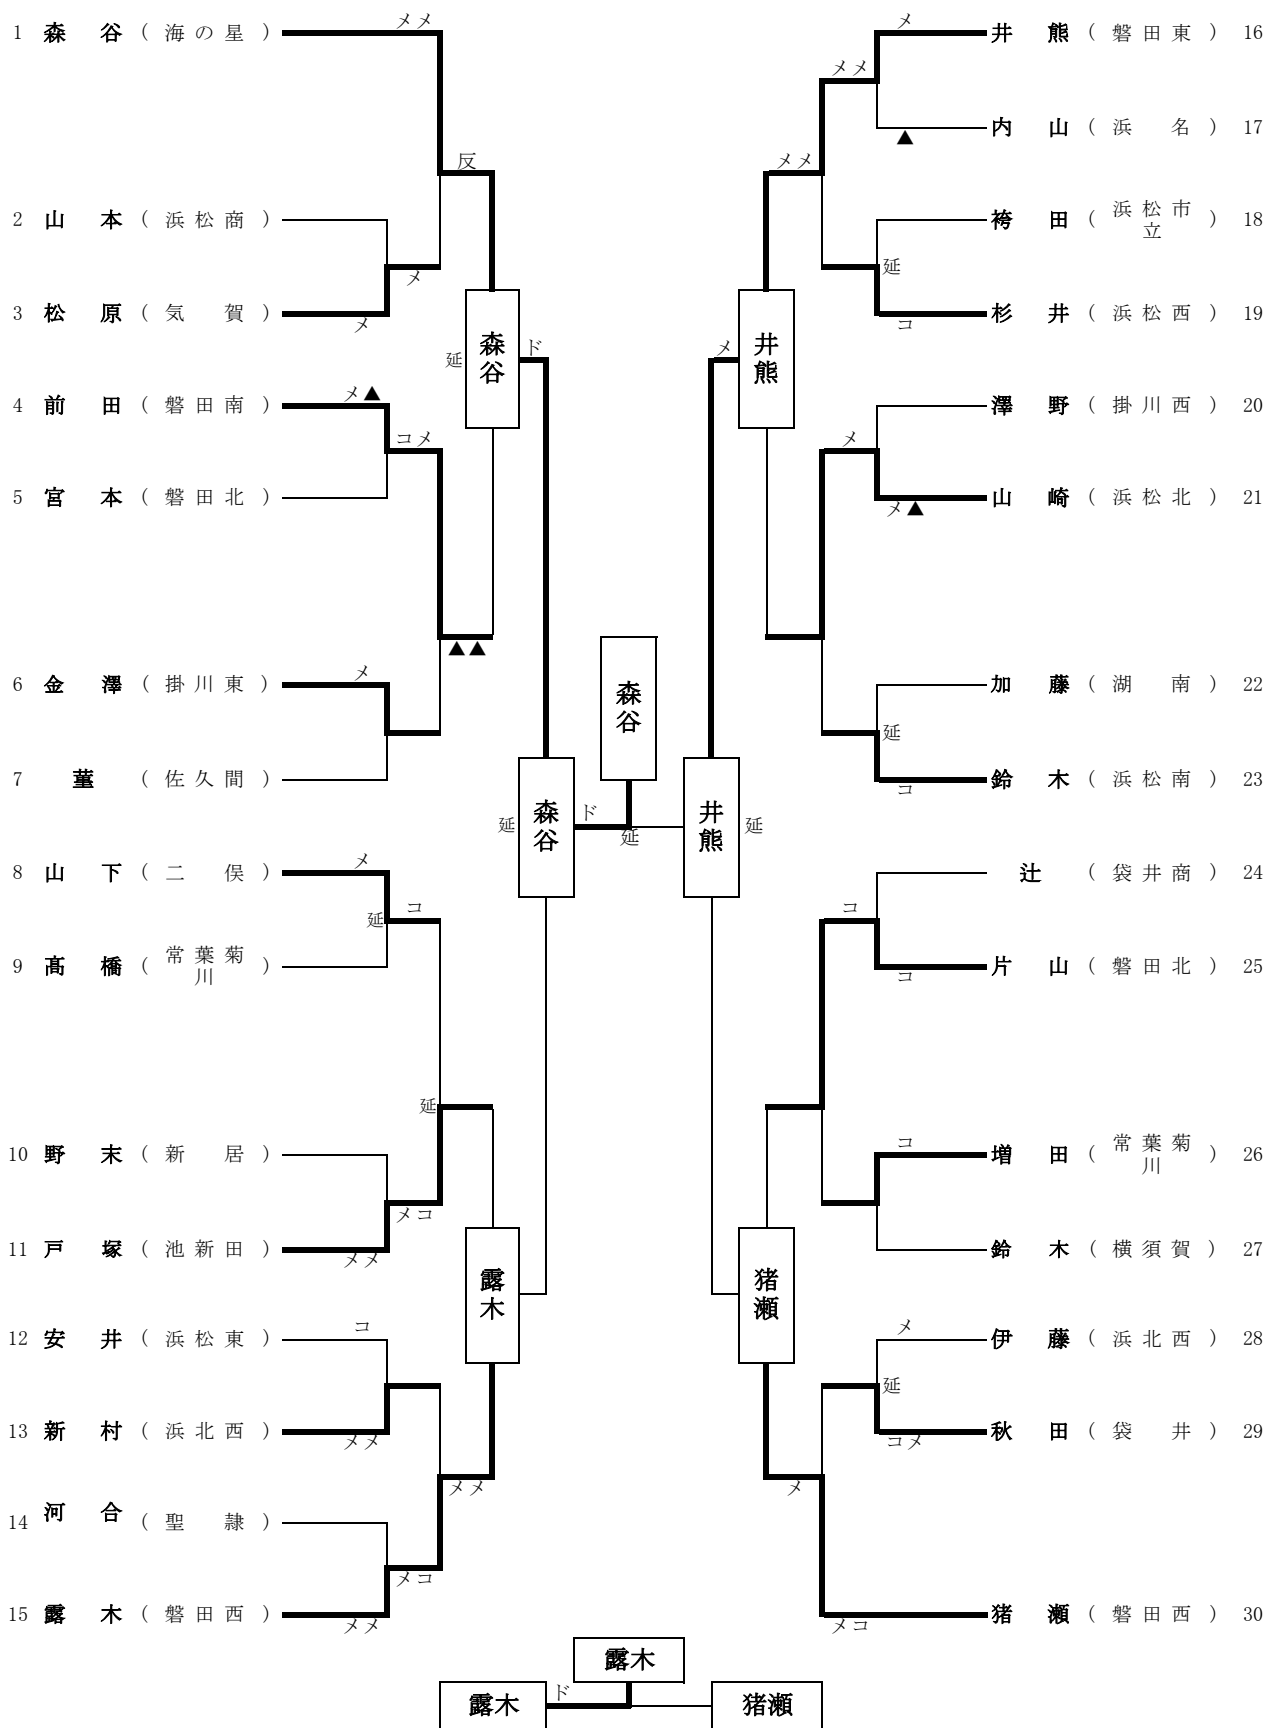 メメ
1 森 谷 ( 海の星 )
反
2 山 本 ( 浜松商 )
メ
3 松 原 ( 気 賀 )
メ
森谷
延
ド
メ▲
4 前 田 ( 磐田南 )
コメ
5 宮 本 ( 磐田北 )
▲▲
メ
6 金 澤 ( 掛川東 )
7 菫 ( 佐久間 )
森谷
延
ド
メ
8 山 下 ( 二 俣 )
延
コ
9 髙 橋 ( 常葉菊
川 )
延
10 野 末 ( 新 居 )
メコ
11 戸 塚 ( 池新田 )
メメ
露木
コ
12 安 井 ( 浜松東 )
13 新 村 ( 浜北西 )
メメ
メメ
14 河 合 ( 聖 隷 )
メコ
15 露 木 ( 磐田西 )
メメ
森谷
延
メ
井 熊 ( 磐田東 ) 16
メメ
内 山 ( 浜 名 ) 17
▲
メメ
袴 田 ( 浜松市
立 ) 18
延
杉 井 ( 浜松西 ) 19
コ
井熊
メ
澤 野 ( 掛川西 ) 20
メ
山 崎 ( 浜松北 ) 21
メ▲
加 藤 ( 湖 南 ) 22
延
鈴 木 ( 浜松南 ) 23
コ
井熊
延
辻 ( 袋井商 ) 24
コ
片 山 ( 磐田北 ) 25
コ
コ
増 田 ( 常葉菊
川 ) 26
鈴 木 ( 横須賀 ) 27
猪瀬
メ
伊 藤 ( 浜北西 ) 28
延
秋 田 ( 袋 井 ) 29
コメ
メ
猪 瀬 ( 磐田西 ) 30
メコ
露木
露木
ド
猪瀬